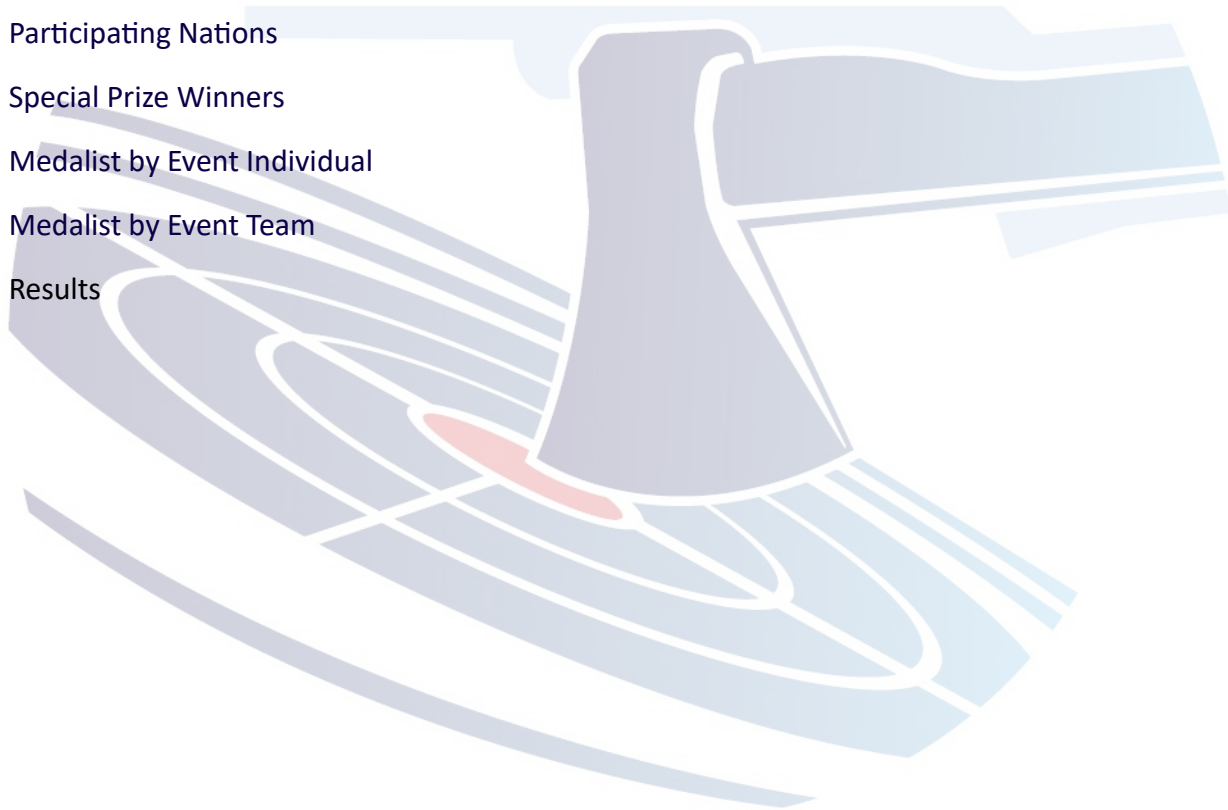 Participating Nations
Special Prize Winners
Medalist by Event Individual
Medalist by Event Team
Results